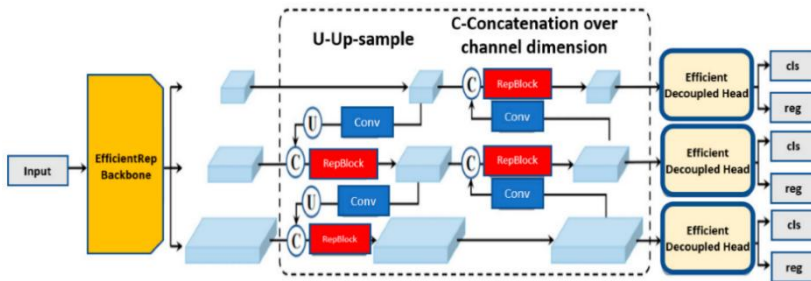 U-Up-sample
C-Concatenation over
channel dimension
Input
EfficientRep
Backbone
C
RepBlock
Efficient
Decoupled Head
cls
reg
U
Conv
Conv
C
RepBlock
C
RepBlock
Efficient
Decoupled Head
cls
reg
U
Conv
Conv
C
RepBlock
Efficient
Decoupled Head
cls
reg